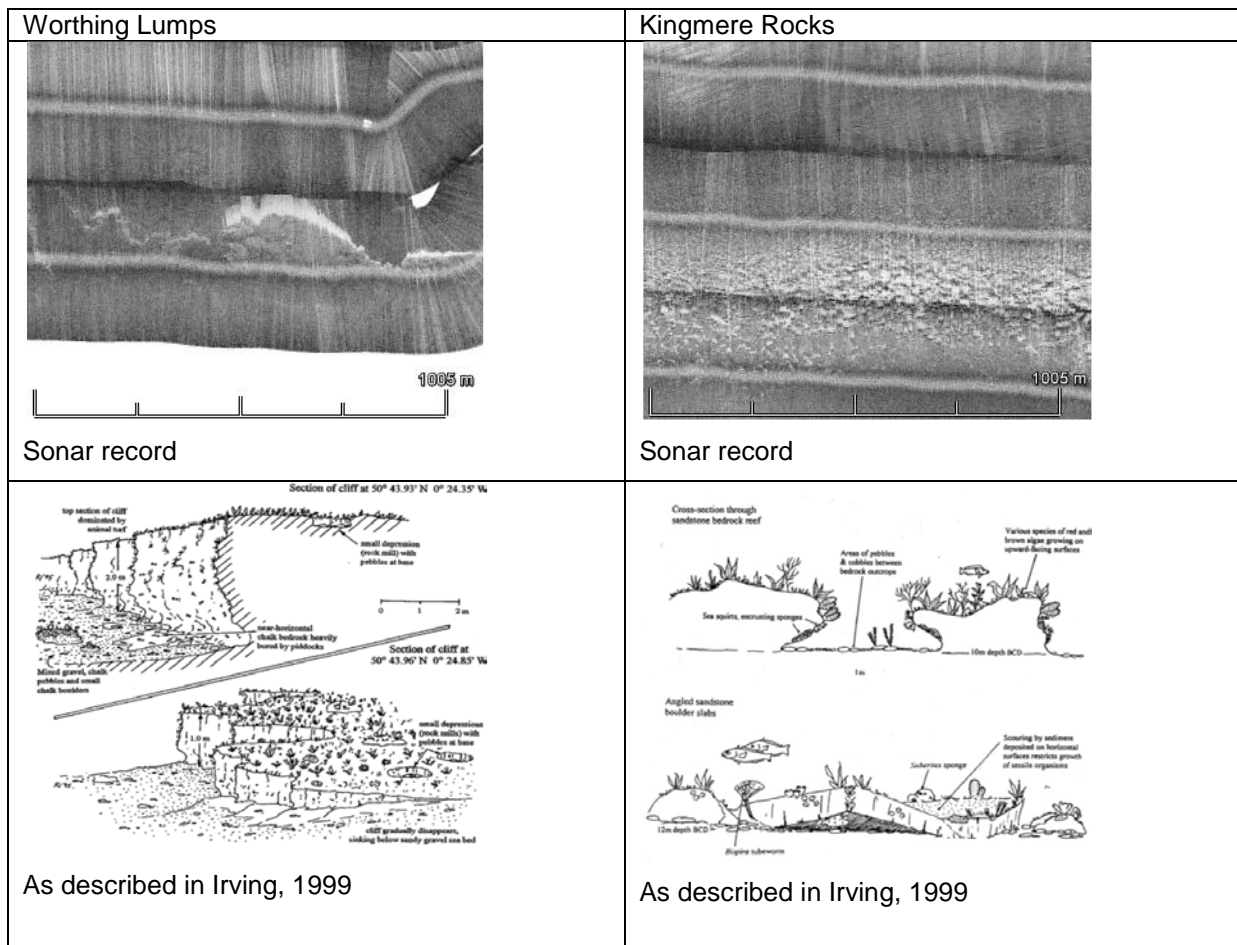 Worthing Lumps
1005 m
Sonar record
Section of cliff at 50° 43.93' N 0° 24.35' W
top section of cliff
dominated by
animal turf
2.0 m
small depression
(rock mill) with
pebbles at base
0 1 2 m
near-horizontal
chalk bedrock heavily
bored by piddocks
Mixed gravel, chalk
pebbles and small
chalk boulders
Section of cliff at
50° 43.96' N 0° 24.85' W
1.0 m
small depressions
(rock mills) with
pebbles at base
cliff gradually disappears,
sinking below sandy gravel sea bed
As described in Irving, 1999
Kingmere Rocks
1005 m
Sonar record
Cross-section through
sandstone bedrock reef
Areas of pebbles
& cobbles between
bedrock outcrops
Various species of red and
brown algae growing on
upward-facing surfaces
Sea squirts, encrusting sponges
10m depth BCD
1m
Angled sandstone
boulder slabs
Scouring by sediment
deposited on horizontal
surfaces restricts growth
of sessile organisms
Suberites sponge
12m depth BCD
Bispira tubeworm
As described in Irving, 1999